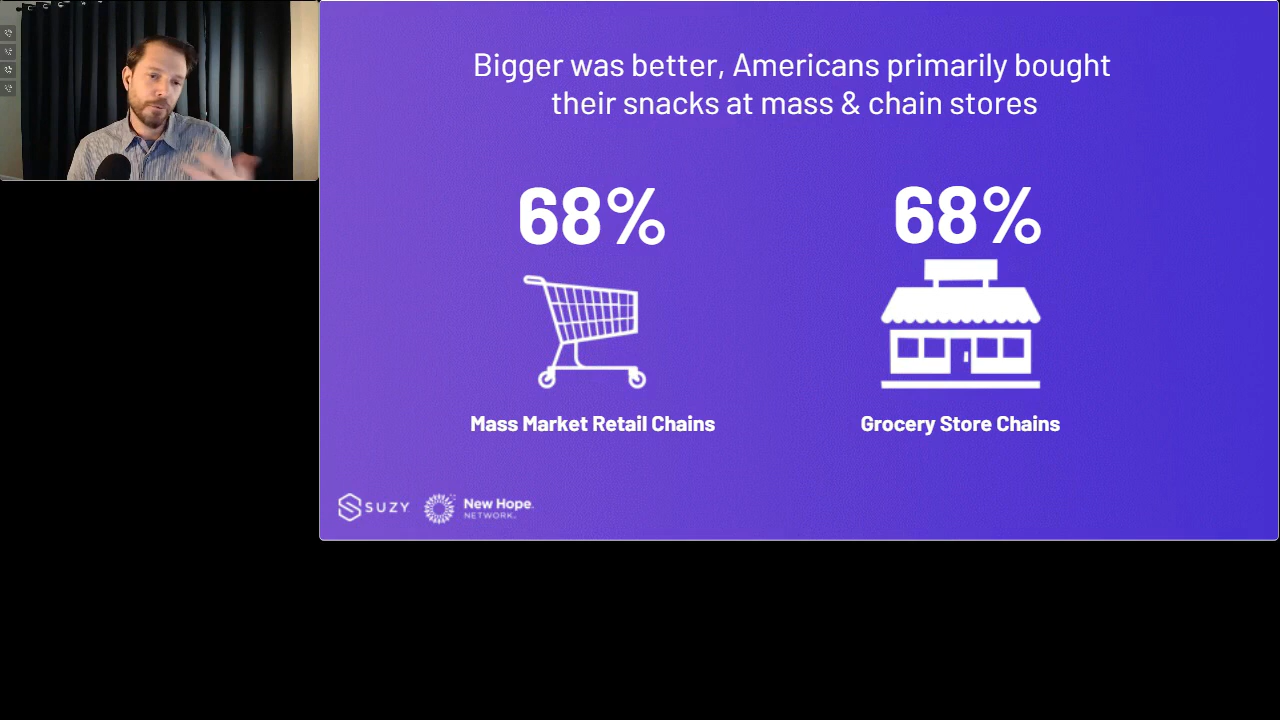 Bigger was better, Americans primarily bought
their snacks at mass & chain stores
68%
68%
Mass Market Retail Chains
Grocery Store Chains
SUZY
New Hope
NETWORK